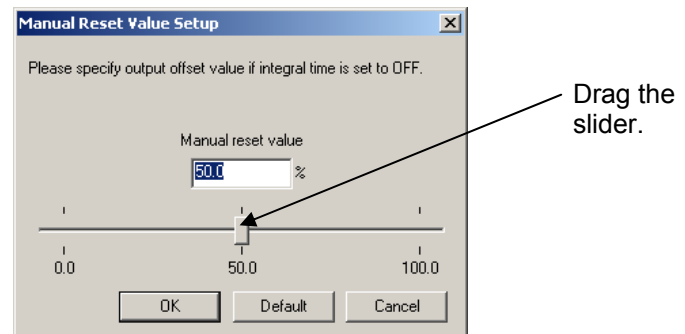 Manual Reset Value Setup
Please specify output offset value if integral time is set to OFF.
Manual reset value
50.0 %
0.0 50.0 100.0
OK Default Cancel
Drag the
slider.